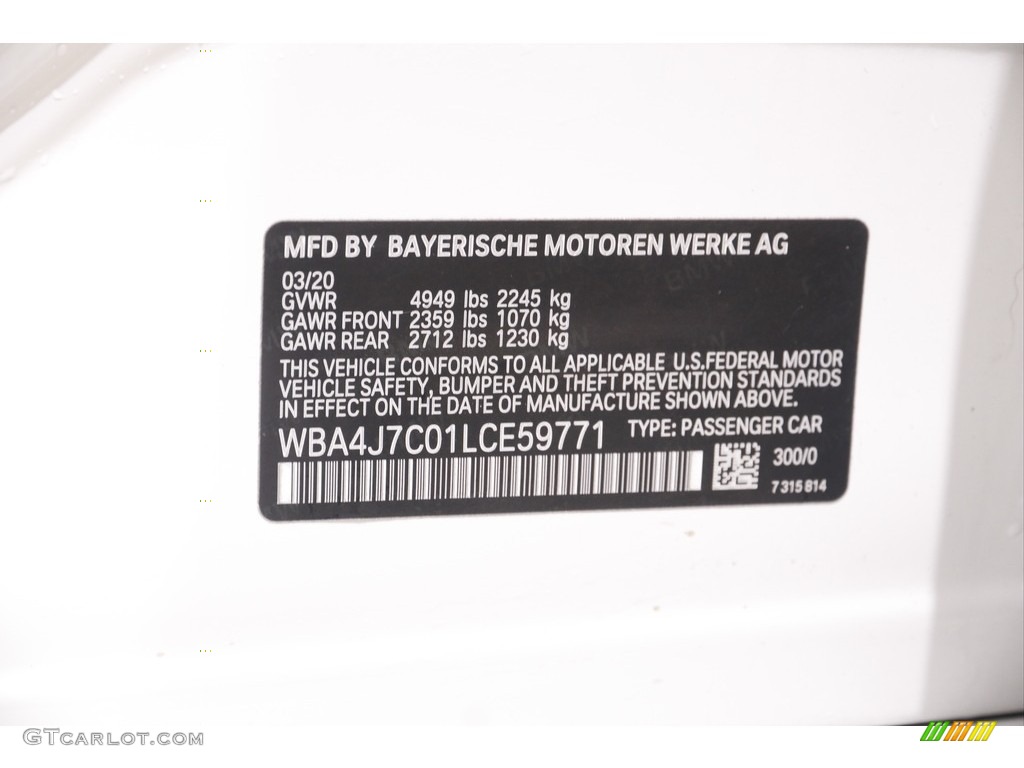 MFD BY BAYERISCHE MOTOREN WERKE AG
03/20
GVWR 4949 lbs 2245 kg
GAWR FRONT 2359 lbs 1070 kg
GAWR REAR 2712 lbs 1230 kg
THIS VEHICLE CONFORMS TO ALL APPLICABLE U.S.FEDERAL MOTOR
VEHICLE SAFETY, BUMPER AND THEFT PREVENTION STANDARDS
IN EFFECT ON THE DATE OF MANUFACTURE SHOWN ABOVE.
WBA4J7C01LCE59771 TYPE: PASSENGER CAR
300/0
7315814
GTCARLOT.COM